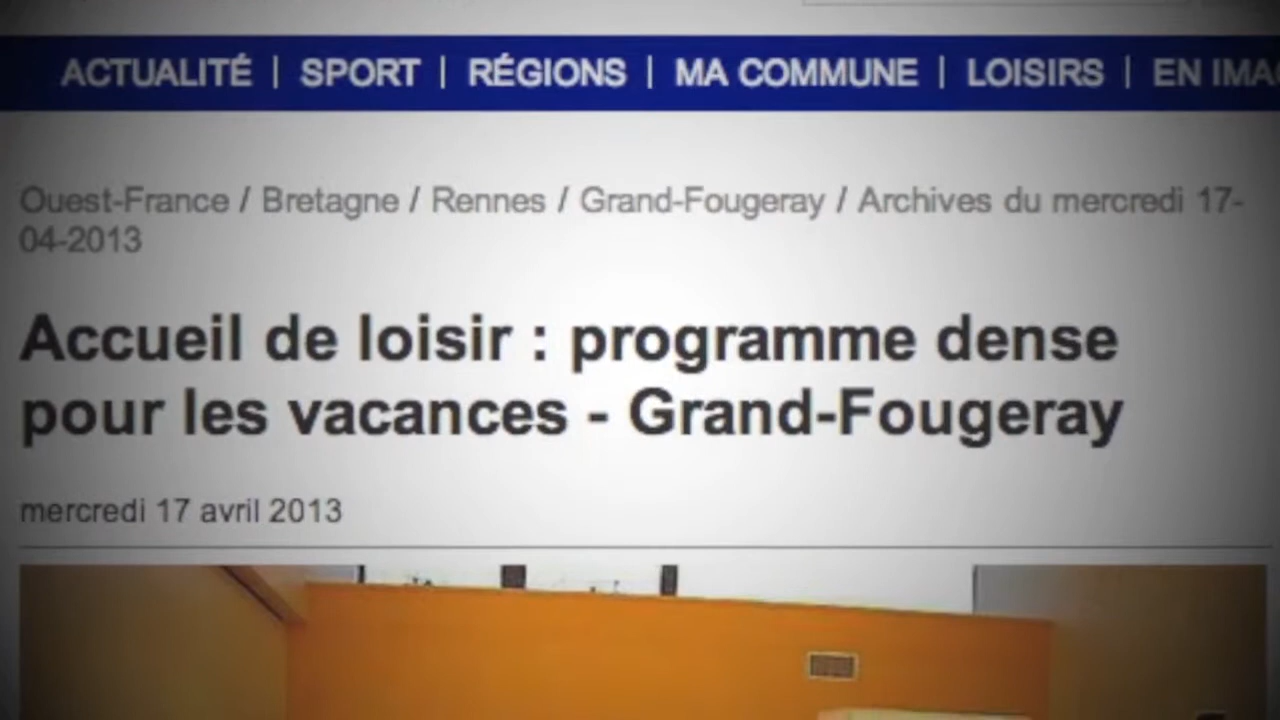 ACTUALITÉ | SPORT | RÉGIONS | MA COMMUNE | LOISIRS | EN IMA
Ouest-France / Bretagne / Rennes / Grand-Fougeray / Archives du mercredi 17-
04-2013
Accueil de loisir : programme dense
pour les vacances - Grand-Fougeray
mercredi 17 avril 2013